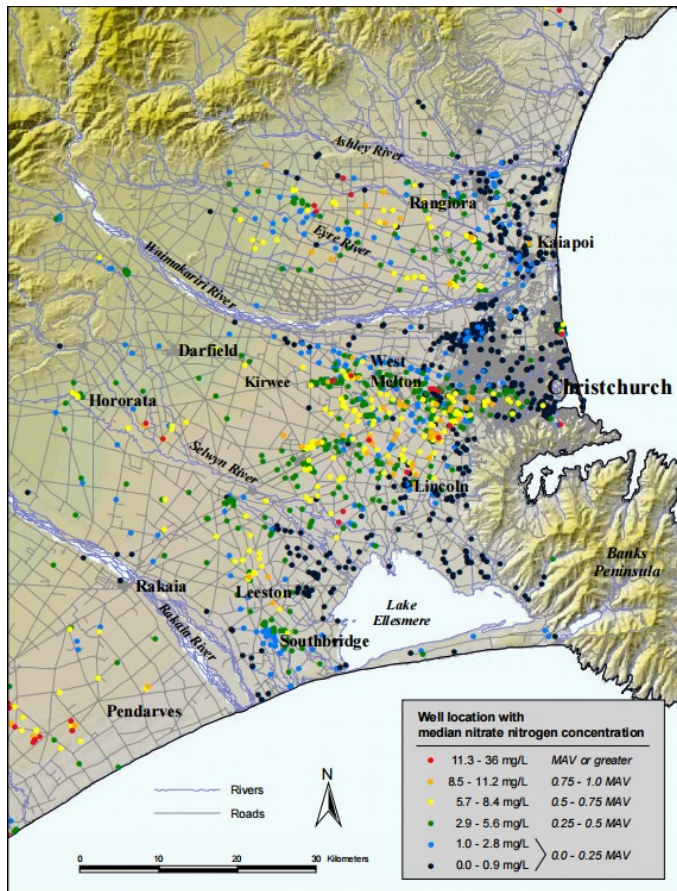 Ashley River
Rangiora
Eyre River
Kaiapoi
Waimakariri River
Darfield
West
Melton
Kirwee
Christchurch
Hororata
Selwyn River
Lincoln
Banks
Peninsula
Rakaia
Leeston
Lake
Ellesmere
Rakaia River
Southbridge
Pendarves
Well location with
median nitrate nitrogen concentration
11.3 - 36 mg/L MAV or greater
8.5 - 11.2 mg/L 0.75 - 1.0 MAV
5.7 - 8.4 mg/L 0.5 - 0.75 MAV
2.9 - 5.6 mg/L 0.25 - 0.5 MAV
1.0 - 2.8 mg/L
0.0 - 0.25 MAV
0.0 - 0.9 mg/L
N
Rivers
Roads
0 10 20 30 Kilometers